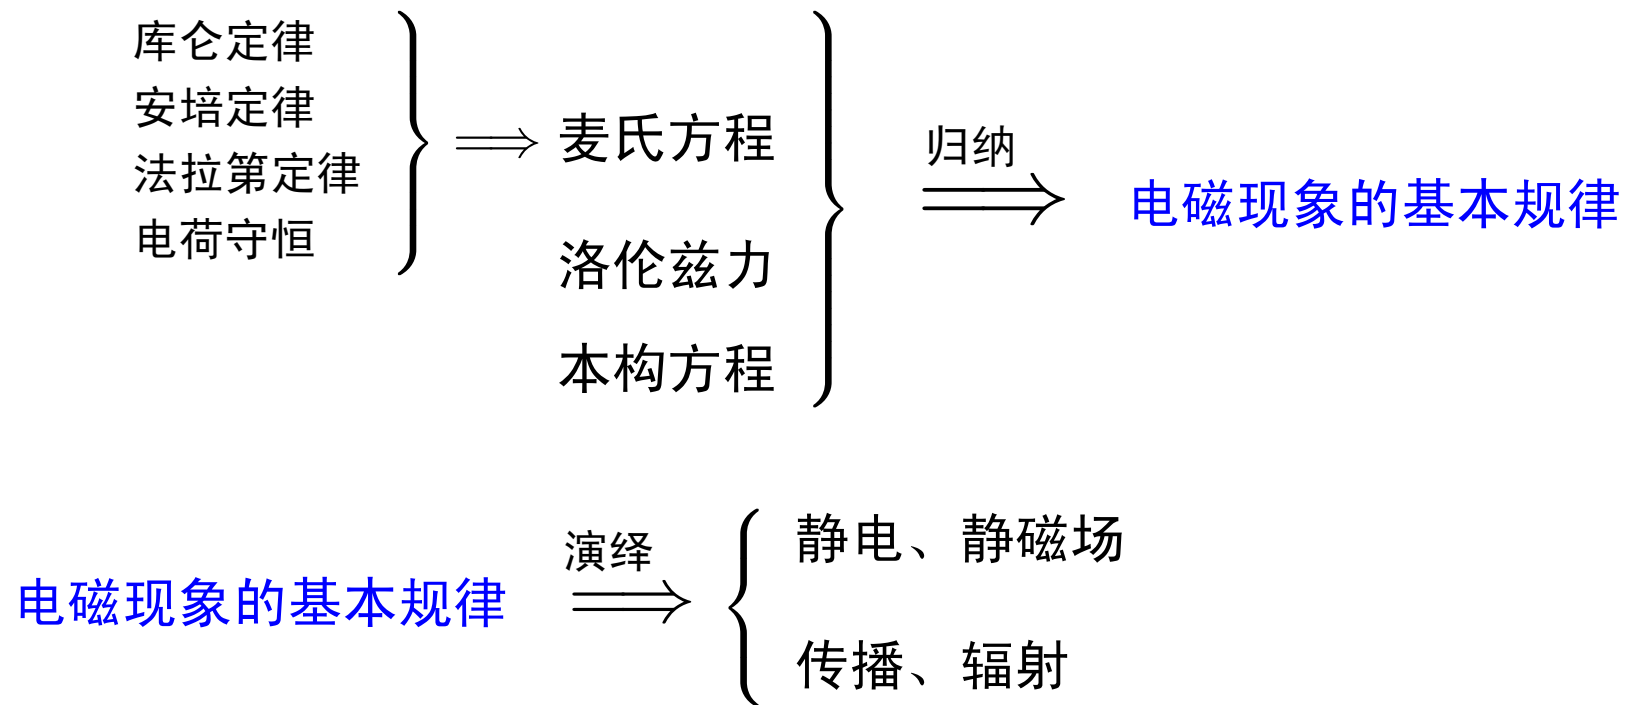 库仑定律
安培定律
法拉第定律
电荷守恒
⟹ 麦氏方程
洛伦兹力
本构方程
归纳
⟹
电磁现象的基本规律
电磁现象的基本规律
演绎
⟹
静电、静磁场
传播、辐射